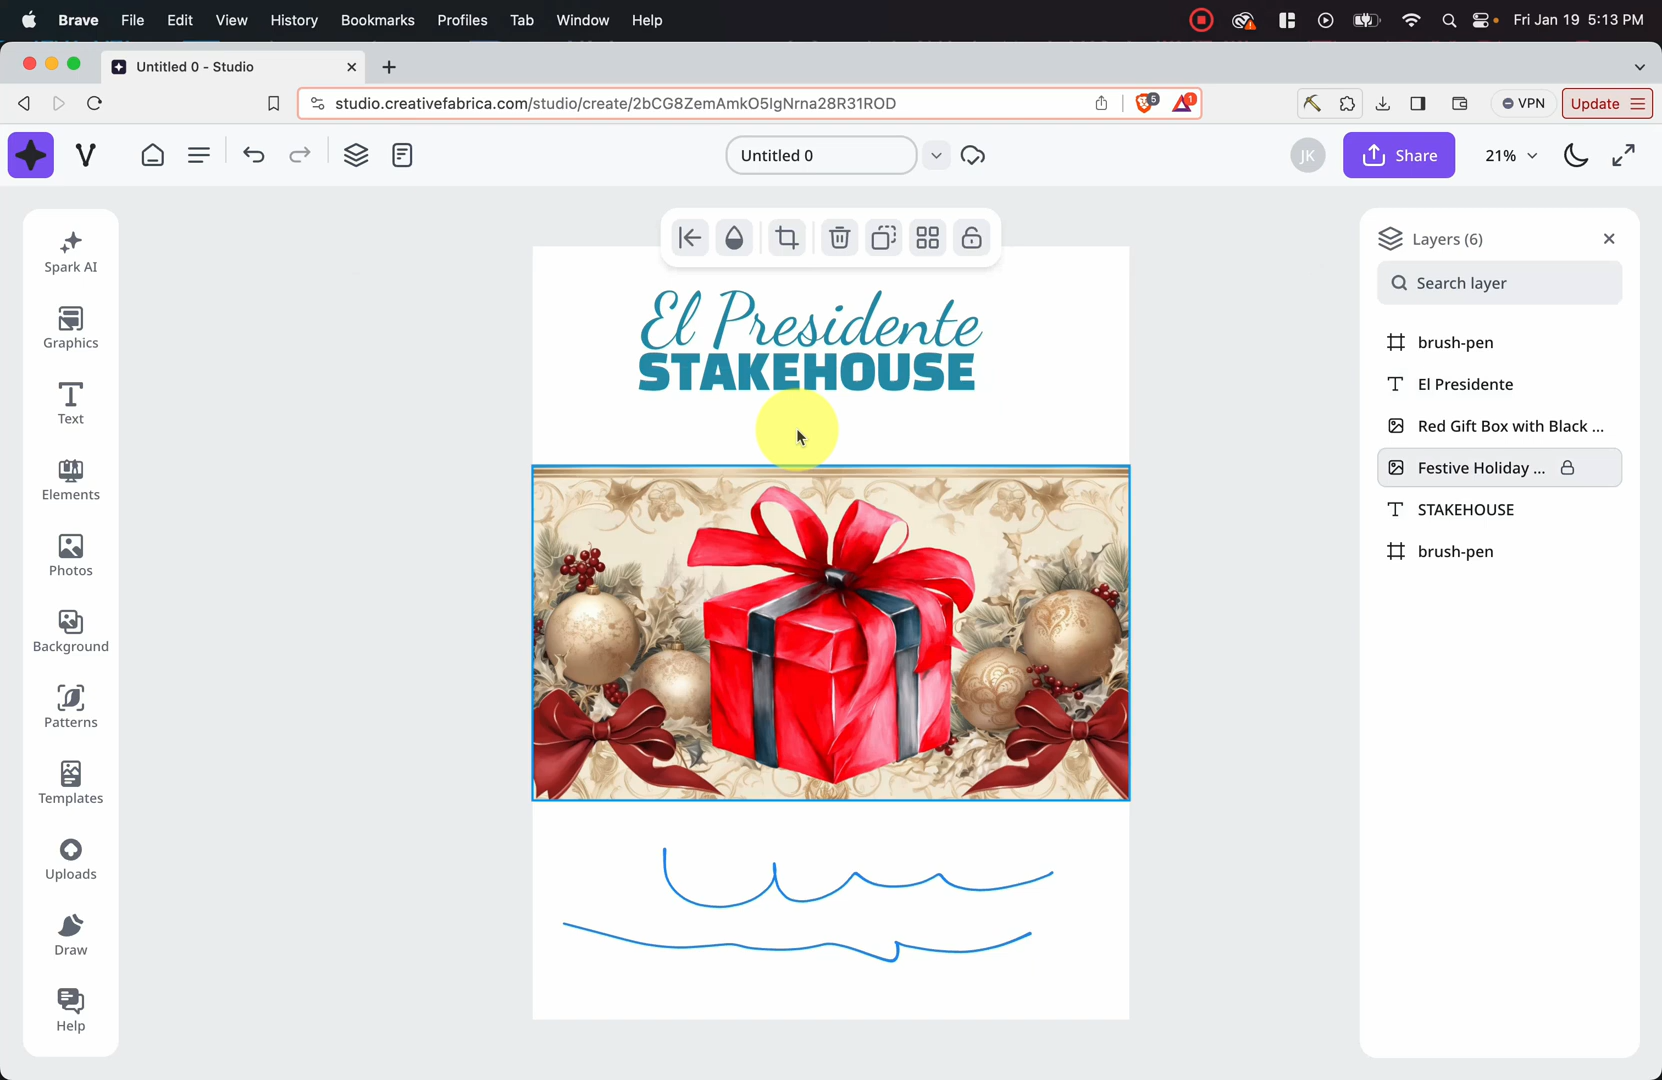 Brave File Edit View History Bookmarks Profiles Tab Window Help Fri Jan 19 5:13 PM
Untitled 0 - Studio
studio.creativefabrica.com/studio/create/2bCG8ZemAmkO5IgNrna28R31ROD 5 1 VPN Update
Untitled 0 JK Share 21%
Spark AI
Graphics
Text
Elements
Photos
Background
Patterns
Templates
Uploads
Draw
Help
El Presidente
STAKEHOUSE
Layers (6)
Search layer
brush-pen
El Presidente
Red Gift Box with Black ...
Festive Holiday ...
STAKEHOUSE
brush-pen